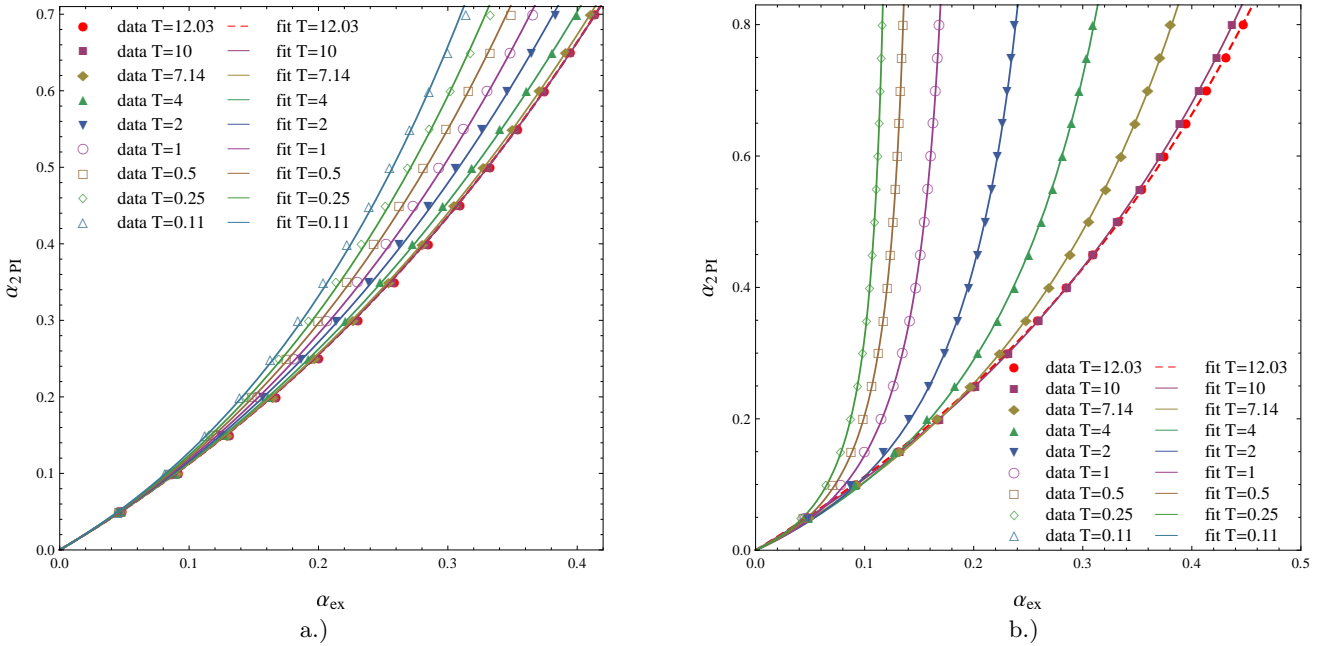 data T=12.03 fit T=12.03
data T=10 fit T=10
data T=7.14 fit T=7.14
data T=4 fit T=4
data T=2 fit T=2
data T=1 fit T=1
data T=0.5 fit T=0.5
data T=0.25 fit T=0.25
data T=0.11 fit T=0.11
0.7
0.6
0.5
0.4
0.3
0.2
0.1
0.0
α2 PI
0.0 0.1 0.2 0.3 0.4
αex
a.)
0.8
0.6
0.4
0.2
0.0
α2 PI
data T=12.03 fit T=12.03
data T=10 fit T=10
data T=7.14 fit T=7.14
data T=4 fit T=4
data T=2 fit T=2
data T=1 fit T=1
data T=0.5 fit T=0.5
data T=0.25 fit T=0.25
data T=0.11 fit T=0.11
0.0 0.1 0.2 0.3 0.4 0.5
αex
b.)